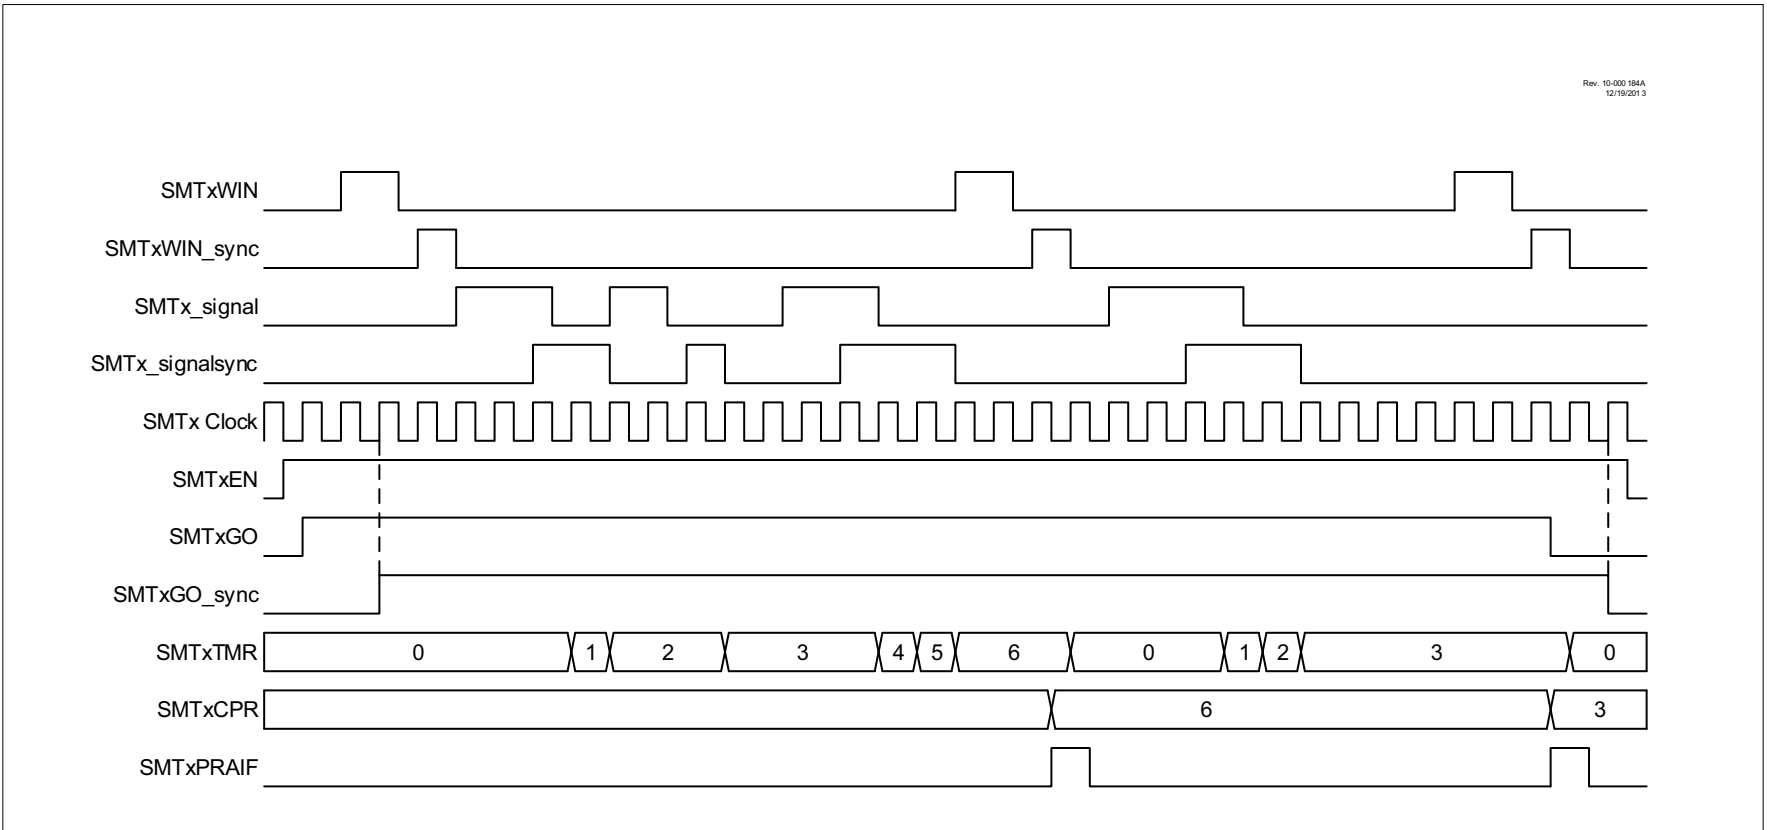 Rev. 10-000 184A
12/19/201 3
SMTxWIN
SMTxWIN_sync
SMTx_signal
SMTx_signalsync
SMTx Clock
SMTxEN
SMTxGO
SMTxGO_sync
SMTxTMR 0 1 2 3 4 5 6 0 1 2 3 0
SMTxCPR 6 3
SMTxPRAIF